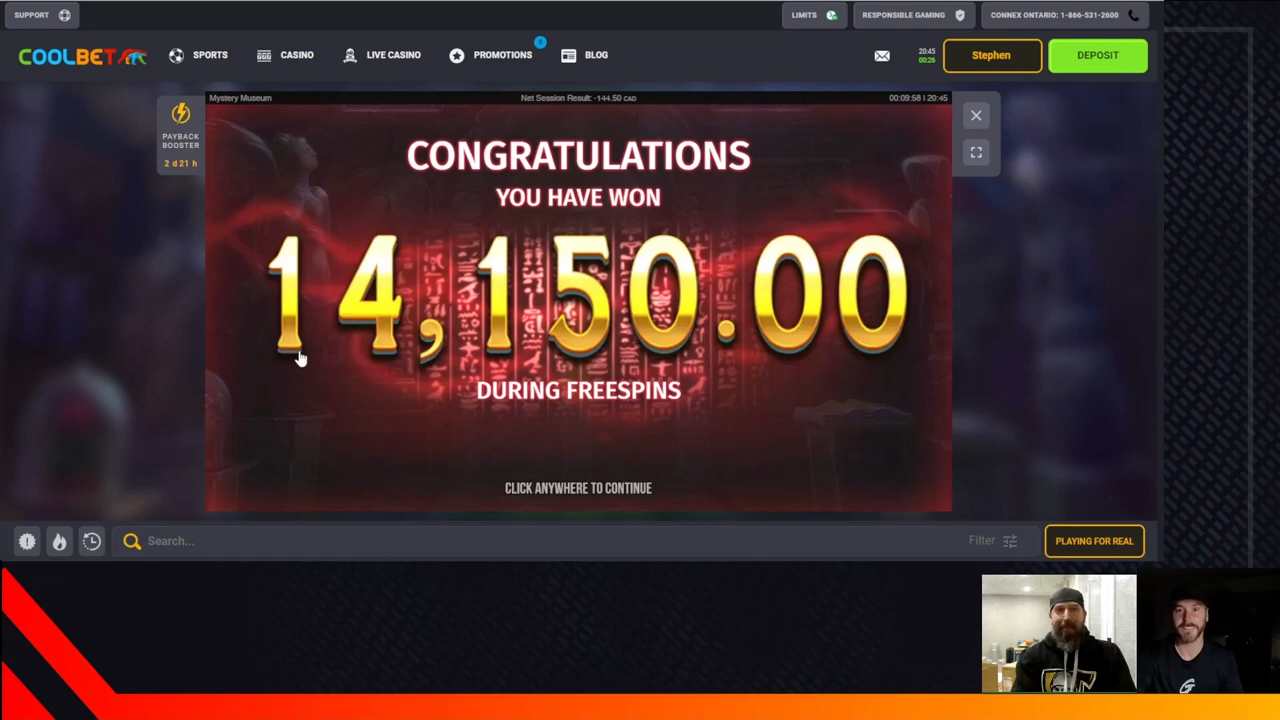 SUPPORT
LIMITS
RESPONSIBLE GAMING
CONNEX ONTARIO: 1-866-531-2600
COOLBET
SPORTS
CASINO
LIVE CASINO
PROMOTIONS
BLOG
20:45
00:26
Stephen
DEPOSIT
Mystery Museum
Net Session Result: -144.50 CAD
00:09:58 | 20:45
PAYBACK
BOOSTER
2 d 21 h
CONGRATULATIONS
YOU HAVE WON
14,150.00
DURING FREESPINS
CLICK ANYWHERE TO CONTINUE
Search...
Filter
PLAYING FOR REAL